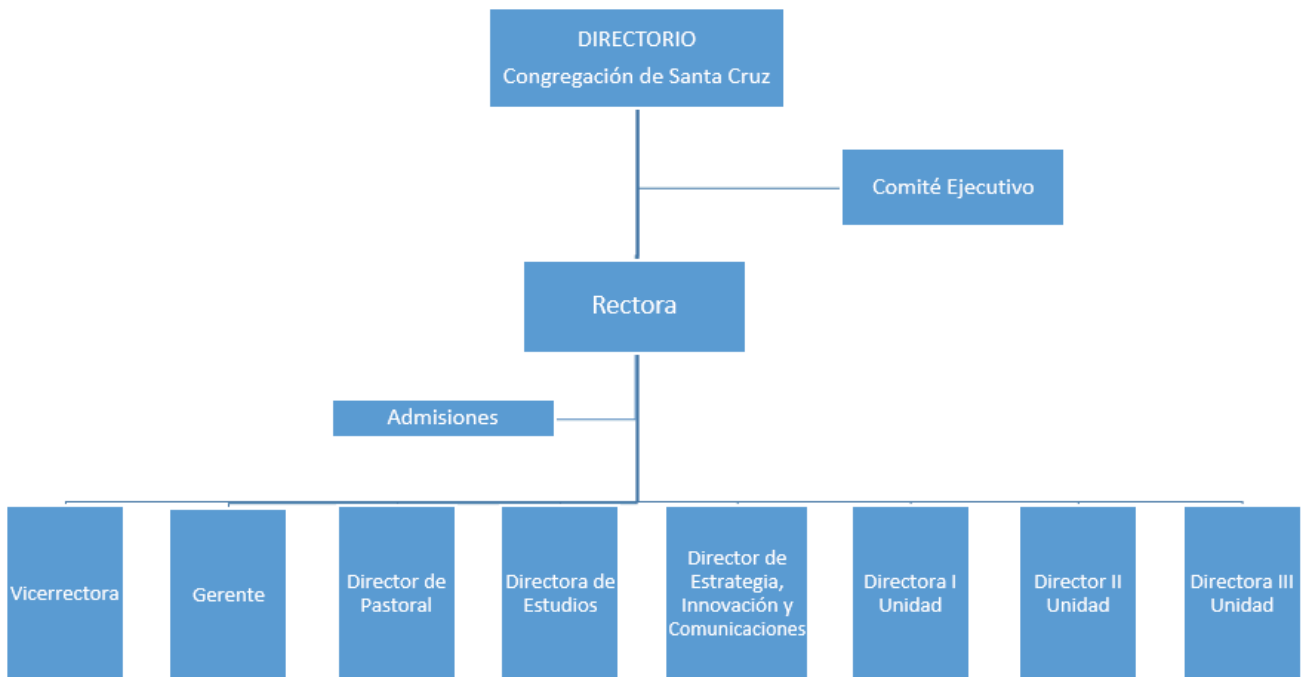 DIRECTORIO
Congregación de Santa Cruz
Comité Ejecutivo
Rectora
Admisiones
Vicerrectora
Gerente
Director de
Pastoral
Directora de
Estudios
Director de
Estrategia,
Innovación y
Comunicaciones
Directora I
Unidad
Director II
Unidad
Directora III
Unidad